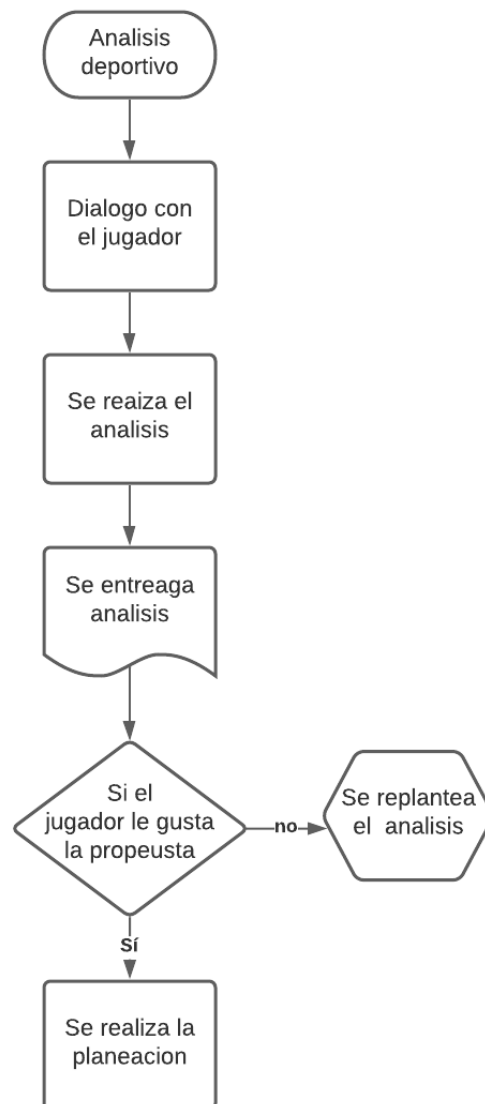 Analisis
deportivo
Dialogo con
el jugador
Se reaiza el
analisis
Se entreaga
analisis
Si el
jugador le gusta
la propeusta
no
Se replantea
el analisis
Sí
Se realiza la
planeacion